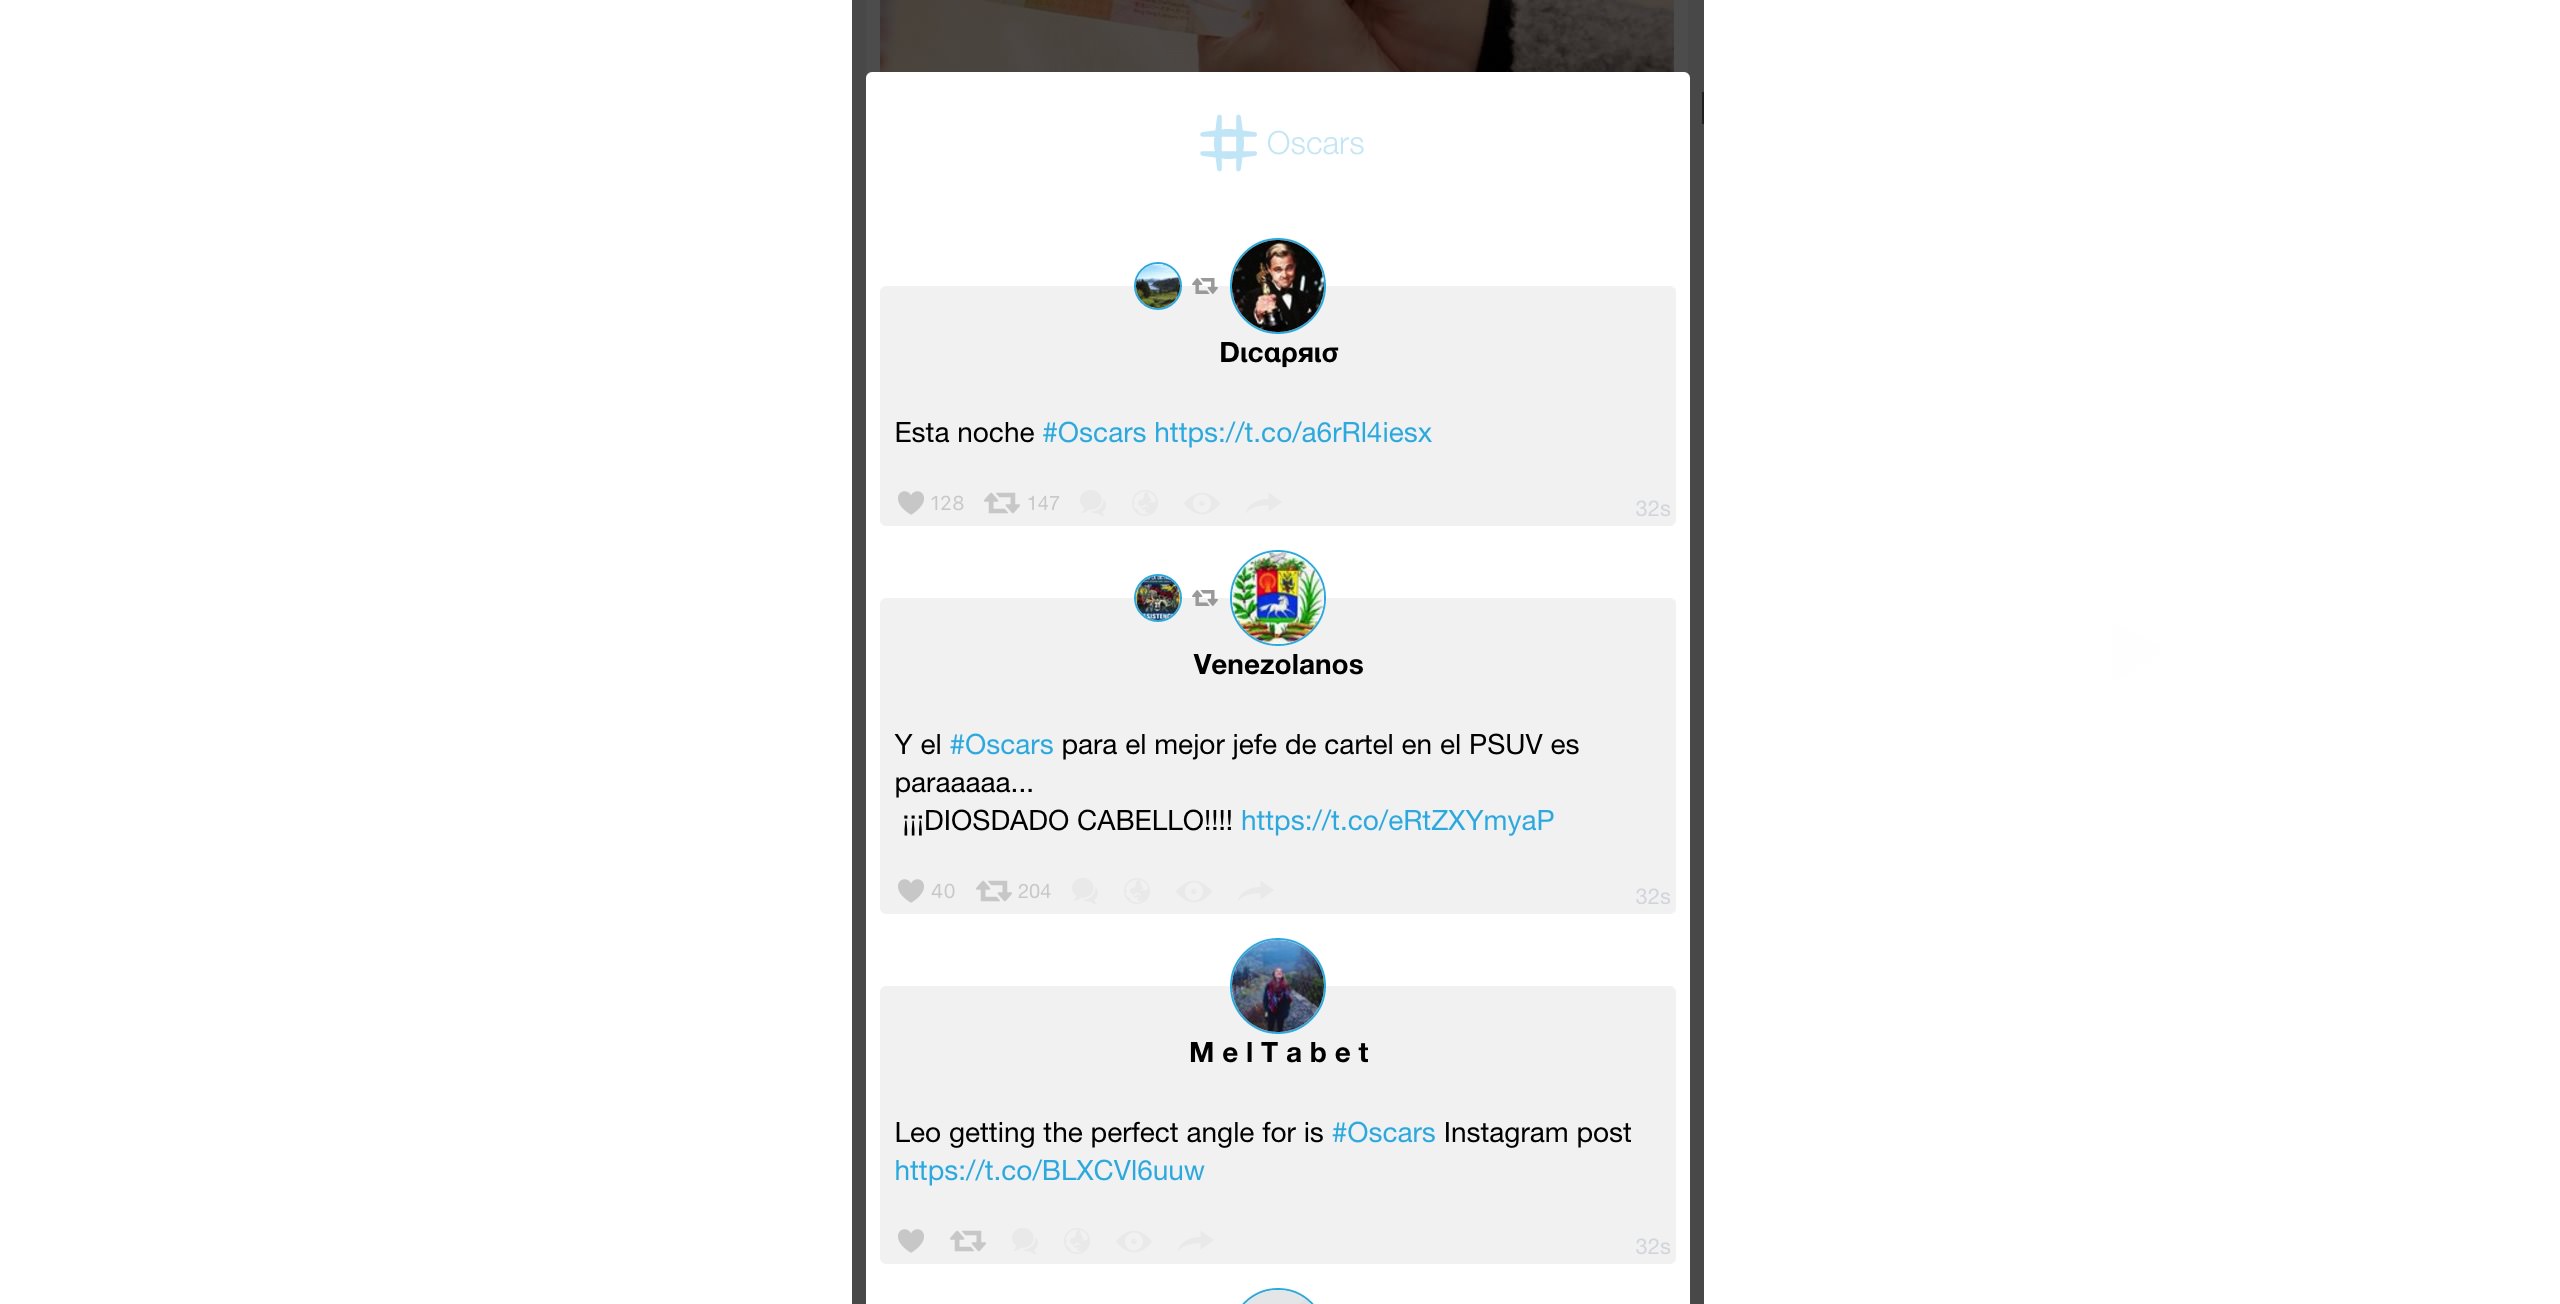 # Oscars
Dιcαρяισ
Esta noche #Oscars https://t.co/a6rRl4iesx
128 147 32s
Venezolanos
Y el #Oscars para el mejor jefe de cartel en el PSUV es
paraaaaa...
¡¡¡DIOSDADO CABELLO!!!! https://t.co/eRtZXYmyaP
40 204 32s
M e l T a b e t
Leo getting the perfect angle for is #Oscars Instagram post
https://t.co/BLXCVl6uuw
32s